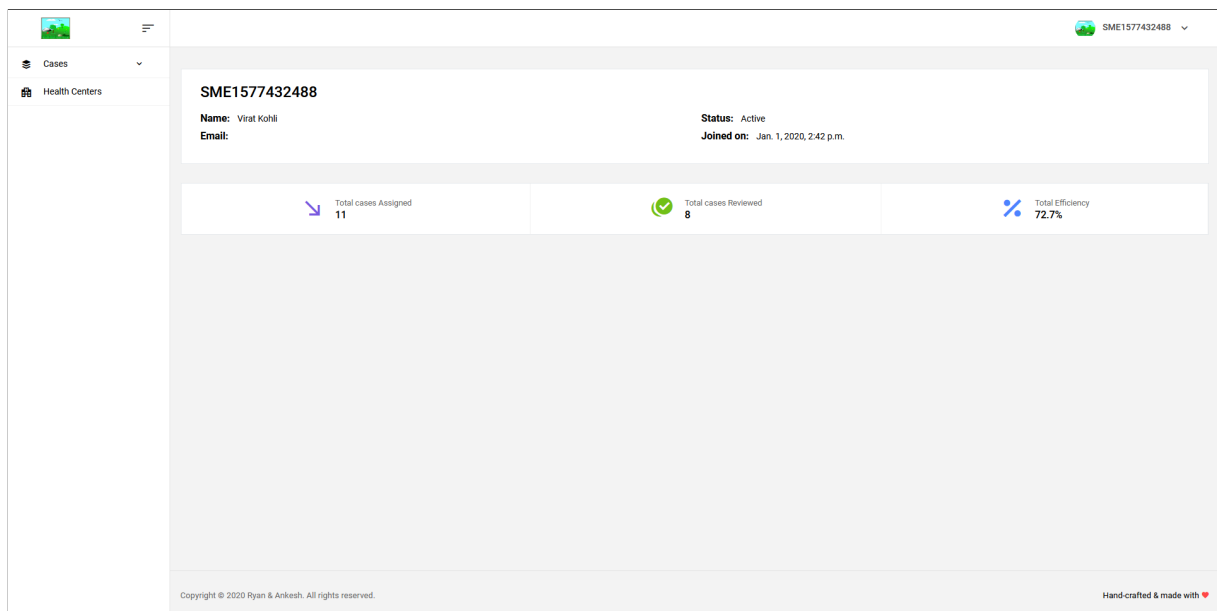 SME1577432488
Cases
Health Centers
SME1577432488
Name: Virat Kohli
Status: Active
Email:
Joined on: Jan. 1, 2020, 2:42 p.m.
Total cases Assigned
11
Total cases Reviewed
8
Total Efficiency
72.7%
Copyright © 2020 Ryan & Ankesh. All rights reserved.
Hand-crafted & made with ❤